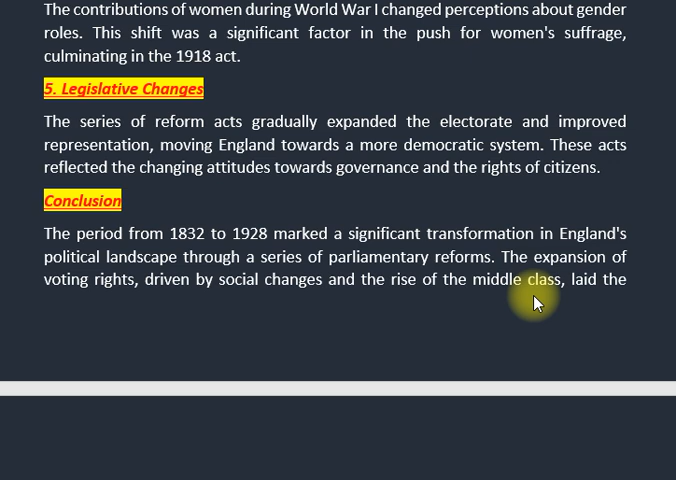 The contributions of women during World War I changed perceptions about gender
roles. This shift was a significant factor in the push for women's suffrage,
culminating in the 1918 act.
5. Legislative Changes
The series of reform acts gradually expanded the electorate and improved
representation, moving England towards a more democratic system. These acts
reflected the changing attitudes towards governance and the rights of citizens.
Conclusion
The period from 1832 to 1928 marked a significant transformation in England's
political landscape through a series of parliamentary reforms. The expansion of
voting rights, driven by social changes and the rise of the middle class, laid the